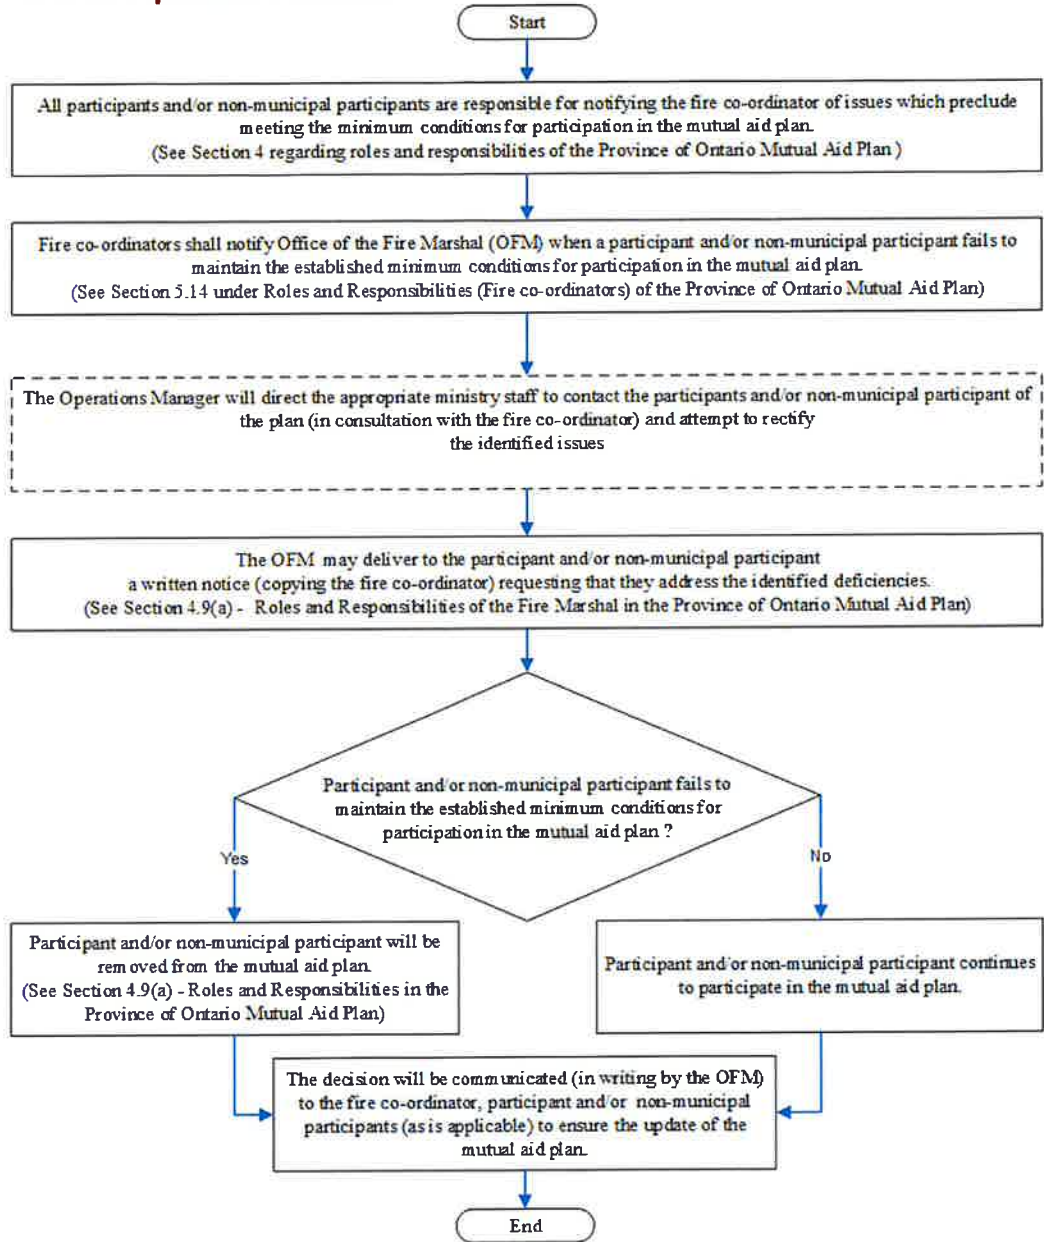 Start
All participants and/or non-municipal participants are responsible for notifying the fire co-ordinator of issues which preclude
meeting the minimum conditions for participation in the mutual aid plan.
(See Section 4 regarding roles and responsibilities of the Province of Ontario Mutual Aid Plan )
Fire co-ordinators shall notify Office of the Fire Marshal (OFM) when a participant and/or non-municipal participant fails to
maintain the established minimum conditions for participation in the mutual aid plan.
(See Section 5.14 under Roles and Responsibilities (Fire co-ordinators) of the Province of Ontario Mutual Aid Plan)
The Operations Manager will direct the appropriate ministry staff to contact the participants and/or non-municipal participant of
the plan (in consultation with the fire co-ordinator) and attempt to rectify
the identified issues
The OFM may deliver to the participant and/or non-municipal participant
a written notice (copying the fire co-ordinator) requesting that they address the identified deficiencies.
(See Section 4.9(a) - Roles and Responsibilities of the Fire Marshal in the Province of Ontario Mutual Aid Plan)
Participant and/or non-municipal participant fails to
maintain the established minimum conditions for
participation in the mutual aid plan ?
Yes
No
Participant and/or non-municipal participant will be
removed from the mutual aid plan.
(See Section 4.9(a) - Roles and Responsibilities in the
Province of Ontario Mutual Aid Plan)
Participant and/or non-municipal participant continues
to participate in the mutual aid plan.
The decision will be communicated (in writing by the OFM)
to the fire co-ordinator, participant and/or non-municipal
participants (as is applicable) to ensure the update of the
mutual aid plan.
End